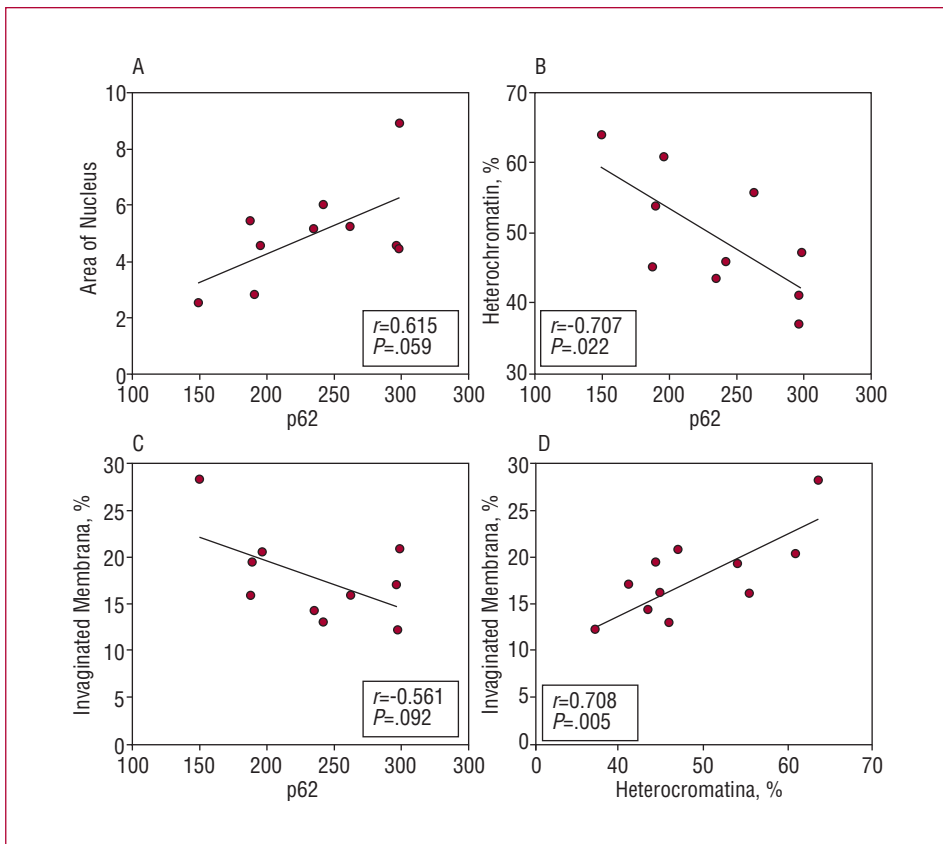 A
10
8
6
4
2
0
Area of Nucleus
r=0.615
P=.059
100 150 200 250 300 300
p62
B
70
60
50
40
30
Heterochromatin, %
r=-0.707
P=.022
100 150 200 250 300 300
p62
C
30
25
20
15
10
5
0
Invaginated Membrana, %
r=-0.561
P=.092
100 150 200 250 300 300
p62
D
30
25
20
15
10
5
0
Invaginated Membrana, %
r=0.708
P=.005
0 40 50 60 70
Heterocromatina, %